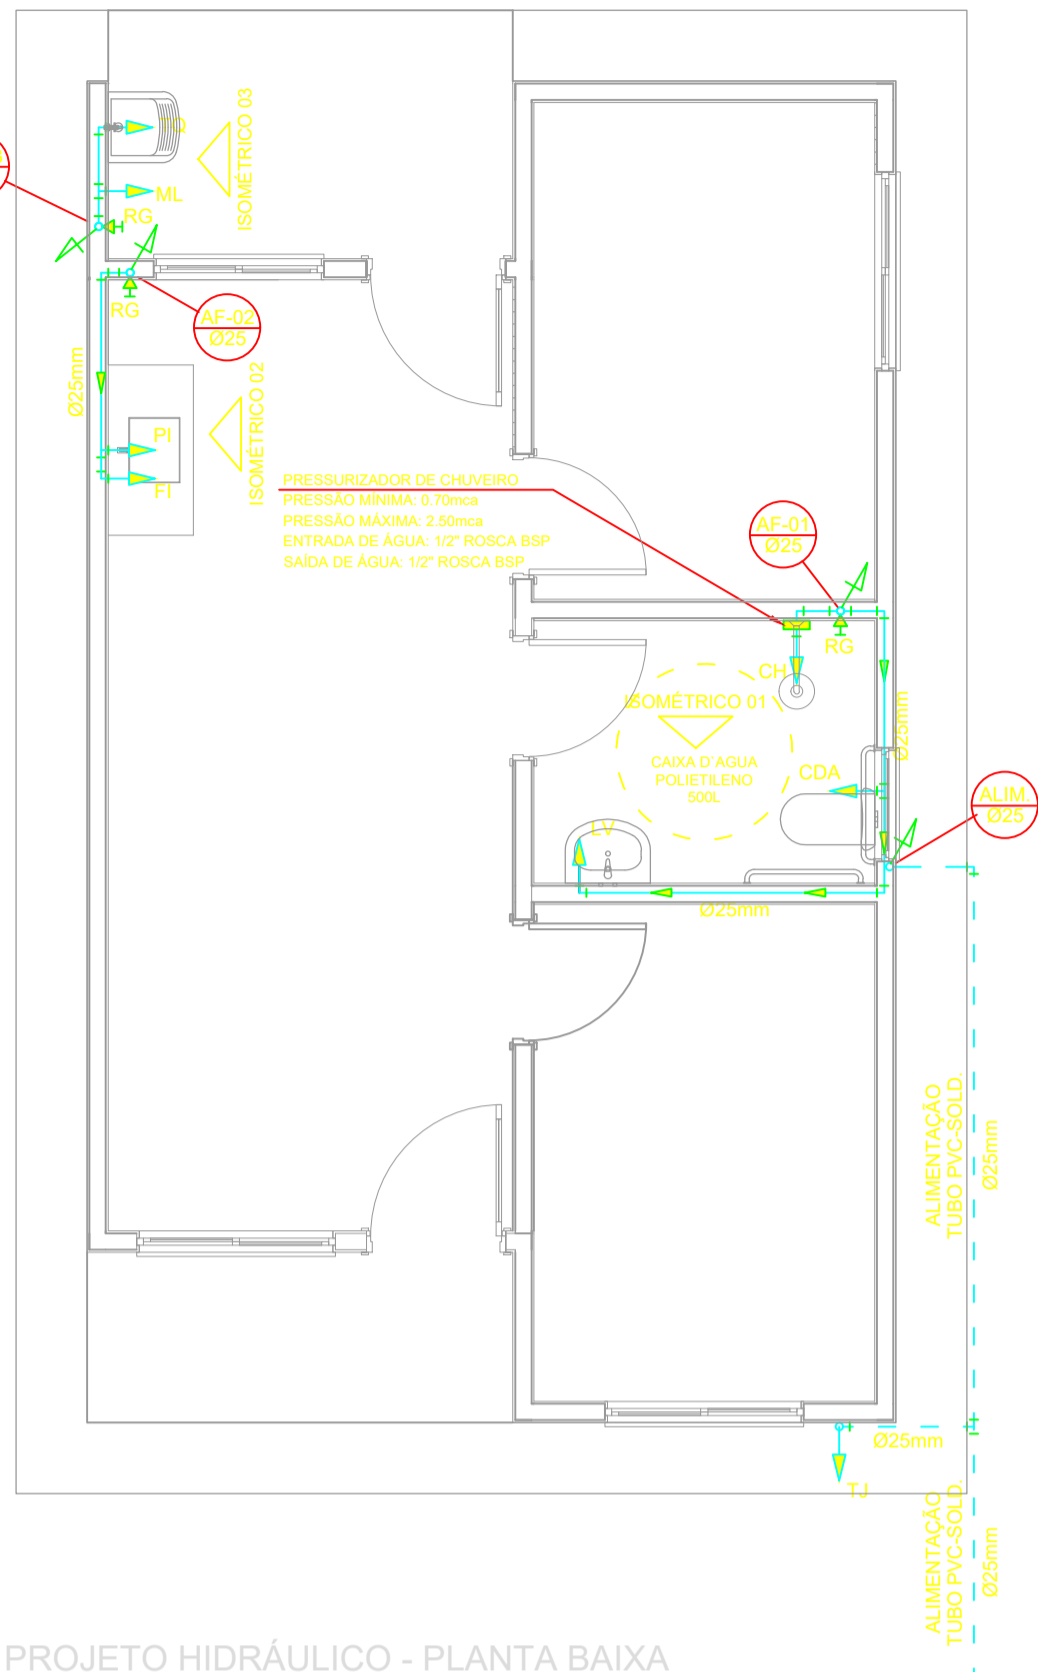 TQ
ISOMÉTRICO 03
ML
RG
RG
AF-02
Ø25
Ø25mm
ISOMÉTRICO 02
PI
FI
PRESSURIZADOR DE CHUVEIRO
PRESSÃO MÍNIMA: 0.70mca
PRESSÃO MÁXIMA: 2.50mca
ENTRADA DE ÁGUA: 1/2" ROSCA BSP
SAÍDA DE ÁGUA: 1/2" ROSCA BSP
AF-01
Ø25
RG
CH
ISOMÉTRICO 01
Ø25mm
CAIXA D'AGUA
POLIETILENO
500L
CDA
ALIM.
Ø25
LV
Ø25mm
ALIMENTAÇÃO
TUBO PVC-SOLD.
Ø25mm
Ø25mm
TJ
ALIMENTAÇÃO
TUBO PVC-SOLD.
Ø25mm
PROJETO HIDRÁULICO - PLANTA BAIXA